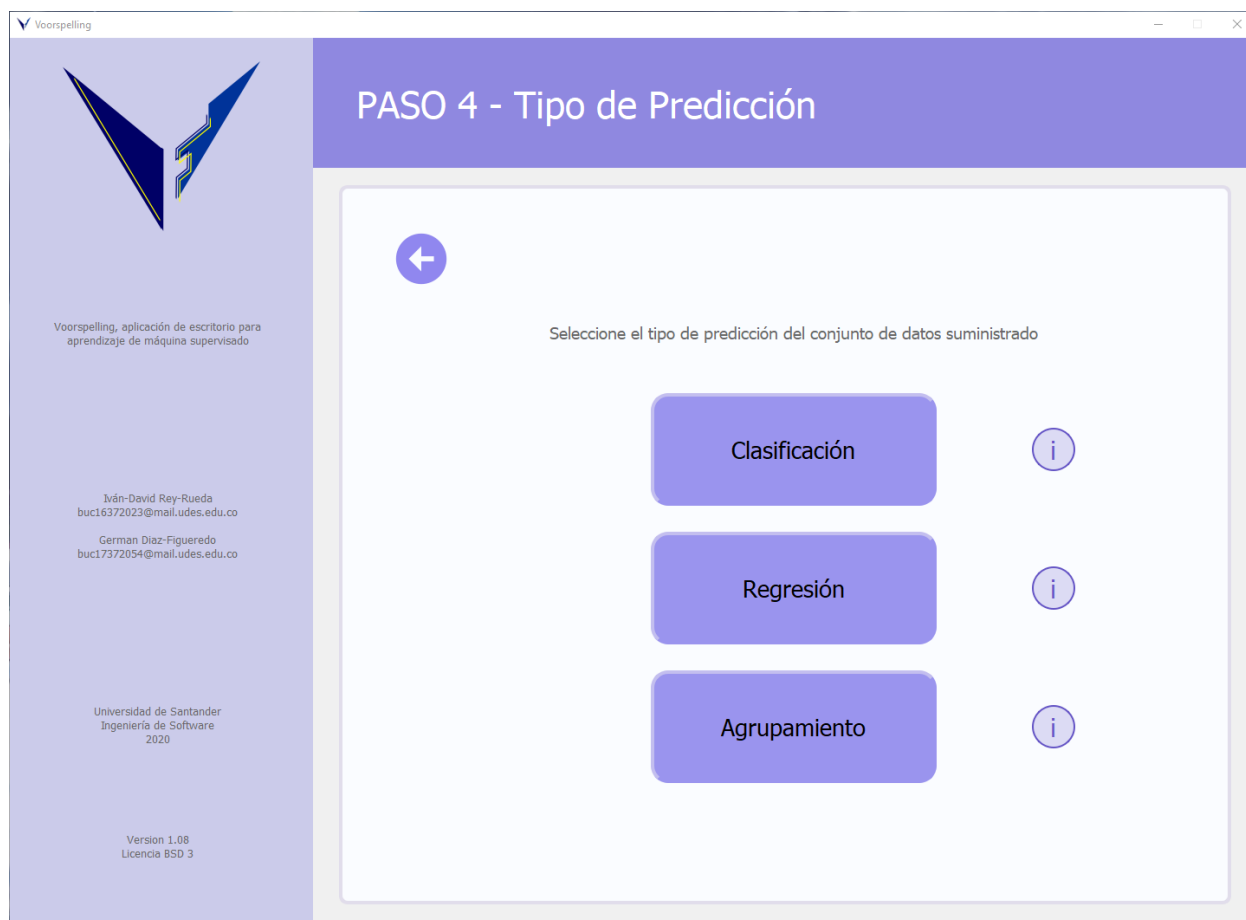 Voorspelling
PASO 4 - Tipo de Predicción
Voorspelling, aplicación de escritorio para
aprendizaje de máquina supervisado
Iván-David Rey-Rueda
buc16372023@mail.udes.edu.co
German Diaz-Figueredo
buc17372054@mail.udes.edu.co
Universidad de Santander
Ingeniería de Software
2020
Version 1.08
Licencia BSD 3
Seleccione el tipo de predicción del conjunto de datos suministrado
Clasificación
i
Regresión
i
Agrupamiento
i